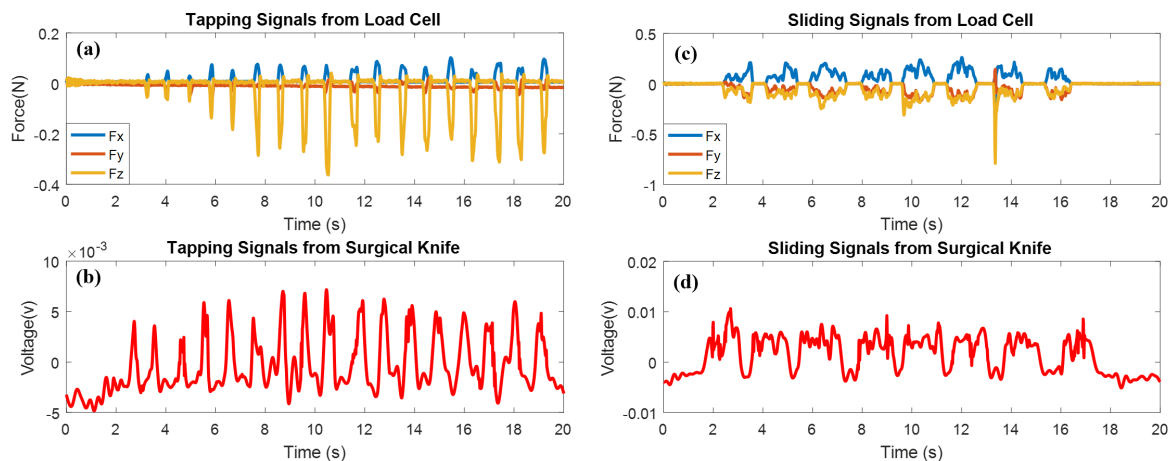 Tapping Signals from Load Cell
(a)
0.2
0
-0.2
-0.4
Force(N)
Fx
Fy
Fz
0 2 4 6 8 10 12 14 16 18 20
Time (s)
Sliding Signals from Load Cell
(c)
0.5
0
-0.5
-1
Force(N)
Fx
Fy
Fz
0 2 4 6 8 10 12 14 16 18 20
Time (s)
Tapping Signals from Surgical Knife
× 10⁻³
(b)
10
5
0
-5
Voltage(v)
0 2 4 6 8 10 12 14 16 18 20
Time (s)
Sliding Signals from Surgical Knife
(d)
0.02
0.01
0
-0.01
Voltage(v)
0 2 4 6 8 10 12 14 16 18 20
Time (s)